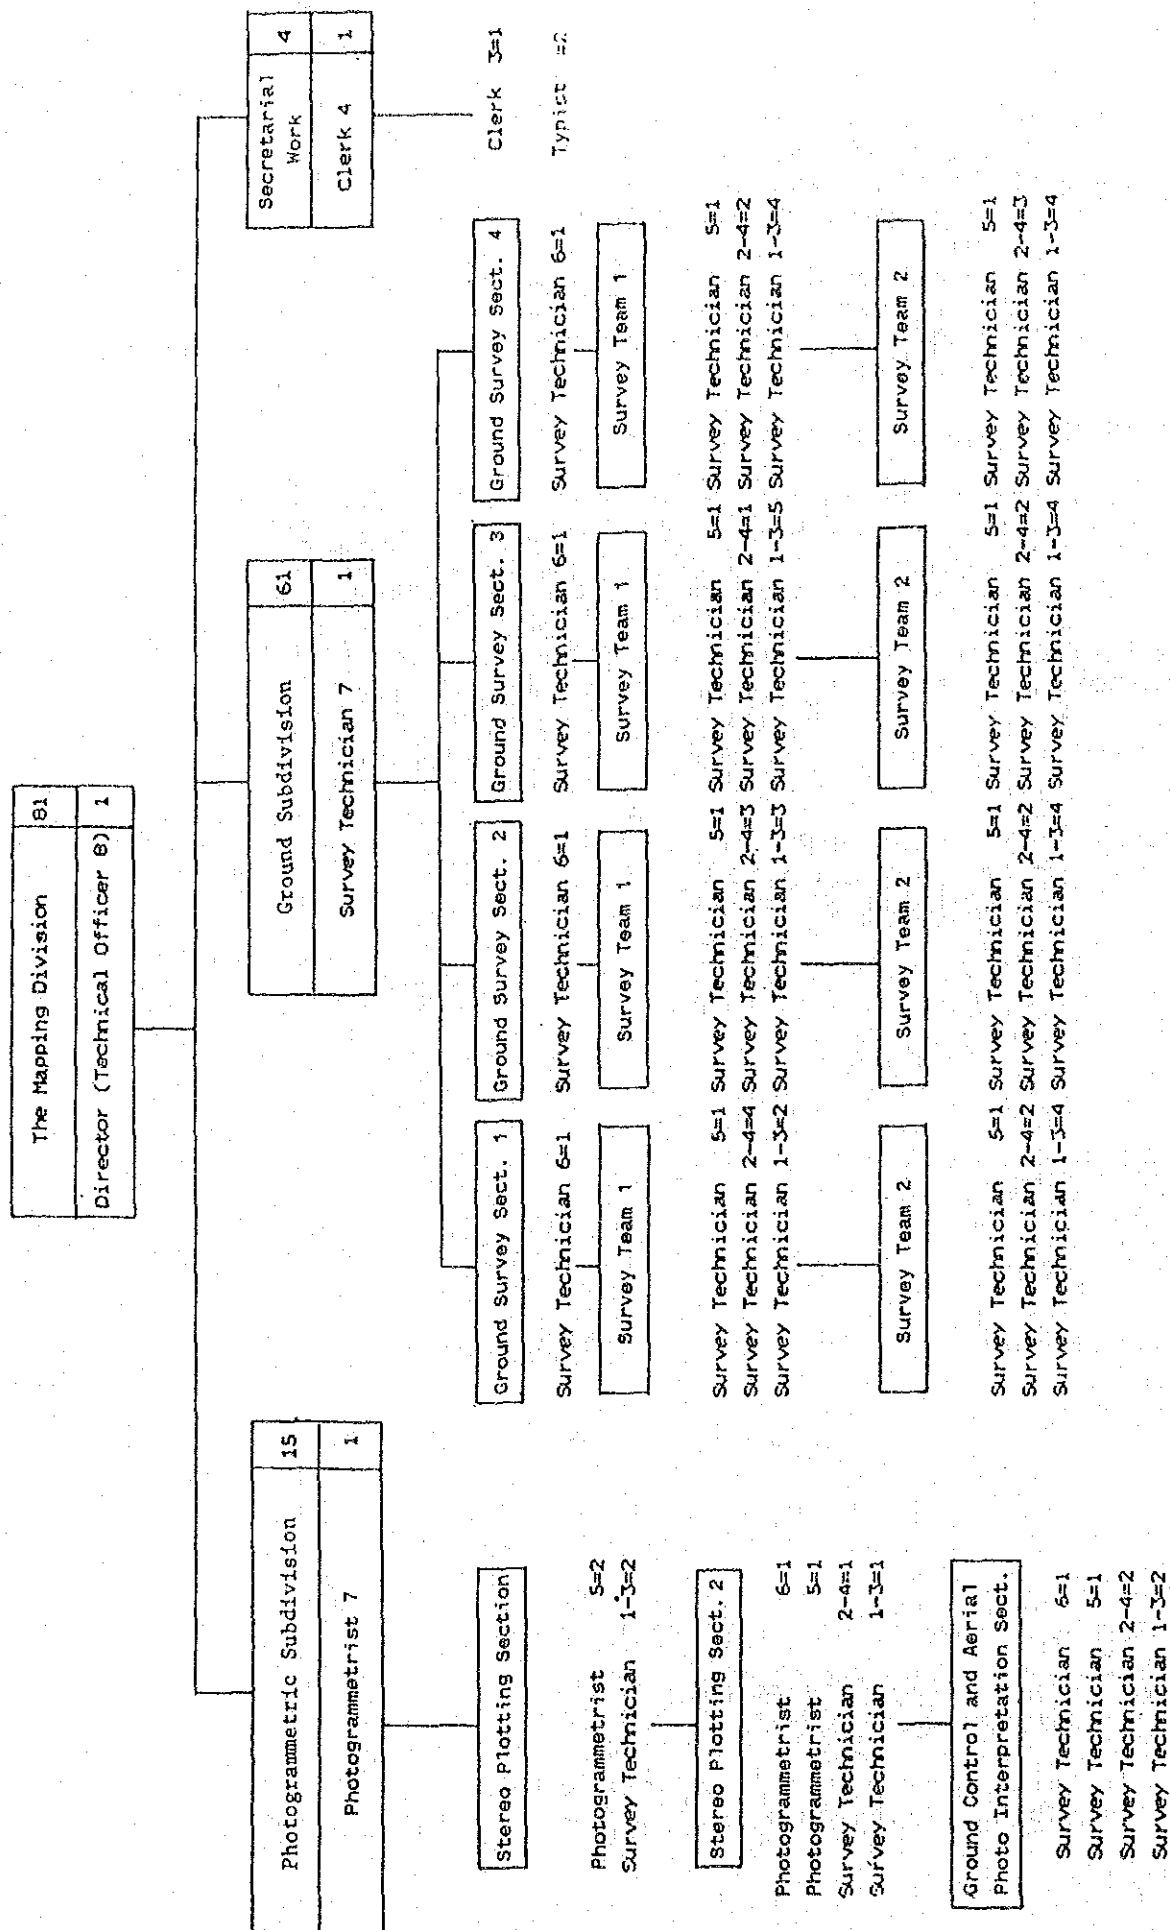 The Mapping Division 81
Director (Technical Officer 8) 1
Photogrammetric Subdivision 15
Photogrammetrist 7 1
Ground Subdivision 61
Survey Technician 7 1
Secretarial Work 4
Clerk 4 1
Stereo Plotting Section
Photogrammetrist 5=2
Survey Technician 1-3=2
Stereo Plotting Sect. 2
Photogrammetrist 6=1
Photogrammetrist 5=1
Survey Technician 2-4=1
Survey Technician 1-3=1
Ground Control and Aerial
Photo Interpretation Sect.
Survey Technician 6=1
Survey Technician 5=1
Survey Technician 2-4=2
Survey Technician 1-3=2
Ground Survey Sect. 1
Survey Technician 6=1
Survey Team 1
Survey Technician 5=1
Survey Technician 2-4=4
Survey Technician 1-3=2
Survey Team 2
Survey Technician 5=1
Survey Technician 2-4=2
Survey Technician 1-3=4
Ground Survey Sect. 2
Survey Technician 6=1
Survey Team 1
Survey Technician 5=1
Survey Technician 2-4=3
Survey Technician 1-3=3
Survey Team 2
Survey Technician 5=1
Survey Technician 2-4=2
Survey Technician 1-3=4
Ground Survey Sect. 3
Survey Technician 6=1
Survey Team 1
Survey Technician 5=1
Survey Technician 2-4=1
Survey Technician 1-3=5
Survey Team 2
Survey Technician 5=1
Survey Technician 2-4=2
Survey Technician 1-3=4
Ground Survey Sect. 4
Survey Technician 6=1
Survey Team 1
Survey Technician 5=1
Survey Technician 2-4=2
Survey Technician 1-3=4
Survey Team 2
Survey Technician 5=1
Survey Technician 2-4=3
Survey Technician 1-3=4
Clerk 3=1
Typist =2